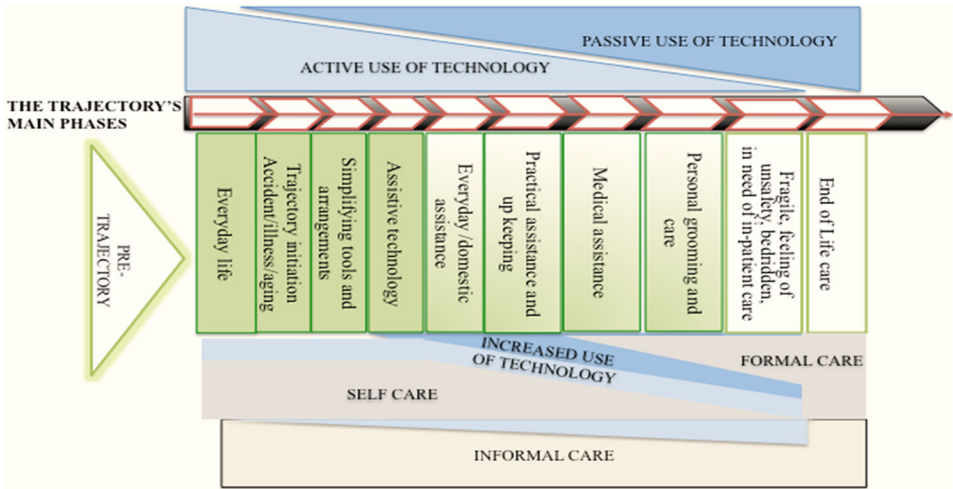 PASSIVE USE OF TECHNOLOGY
ACTIVE USE OF TECHNOLOGY
THE TRAJECTORY'S
MAIN PHASES
PRE-
TRAJECTORY
Everyday life
Trajectory initiation
Accident/illness/aging
Simplifying tools and
arrangements
Assistive technology
Everyday /domestic
assistance
Practical assistance and
up keeping
Medical assistance
Personal grooming and
care
Fragile, feeling of
unsafety, bedridden,
in need of in-patient care
End of Life care
INCREASED USE
OF TECHNOLOGY
FORMAL CARE
SELF CARE
INFORMAL CARE